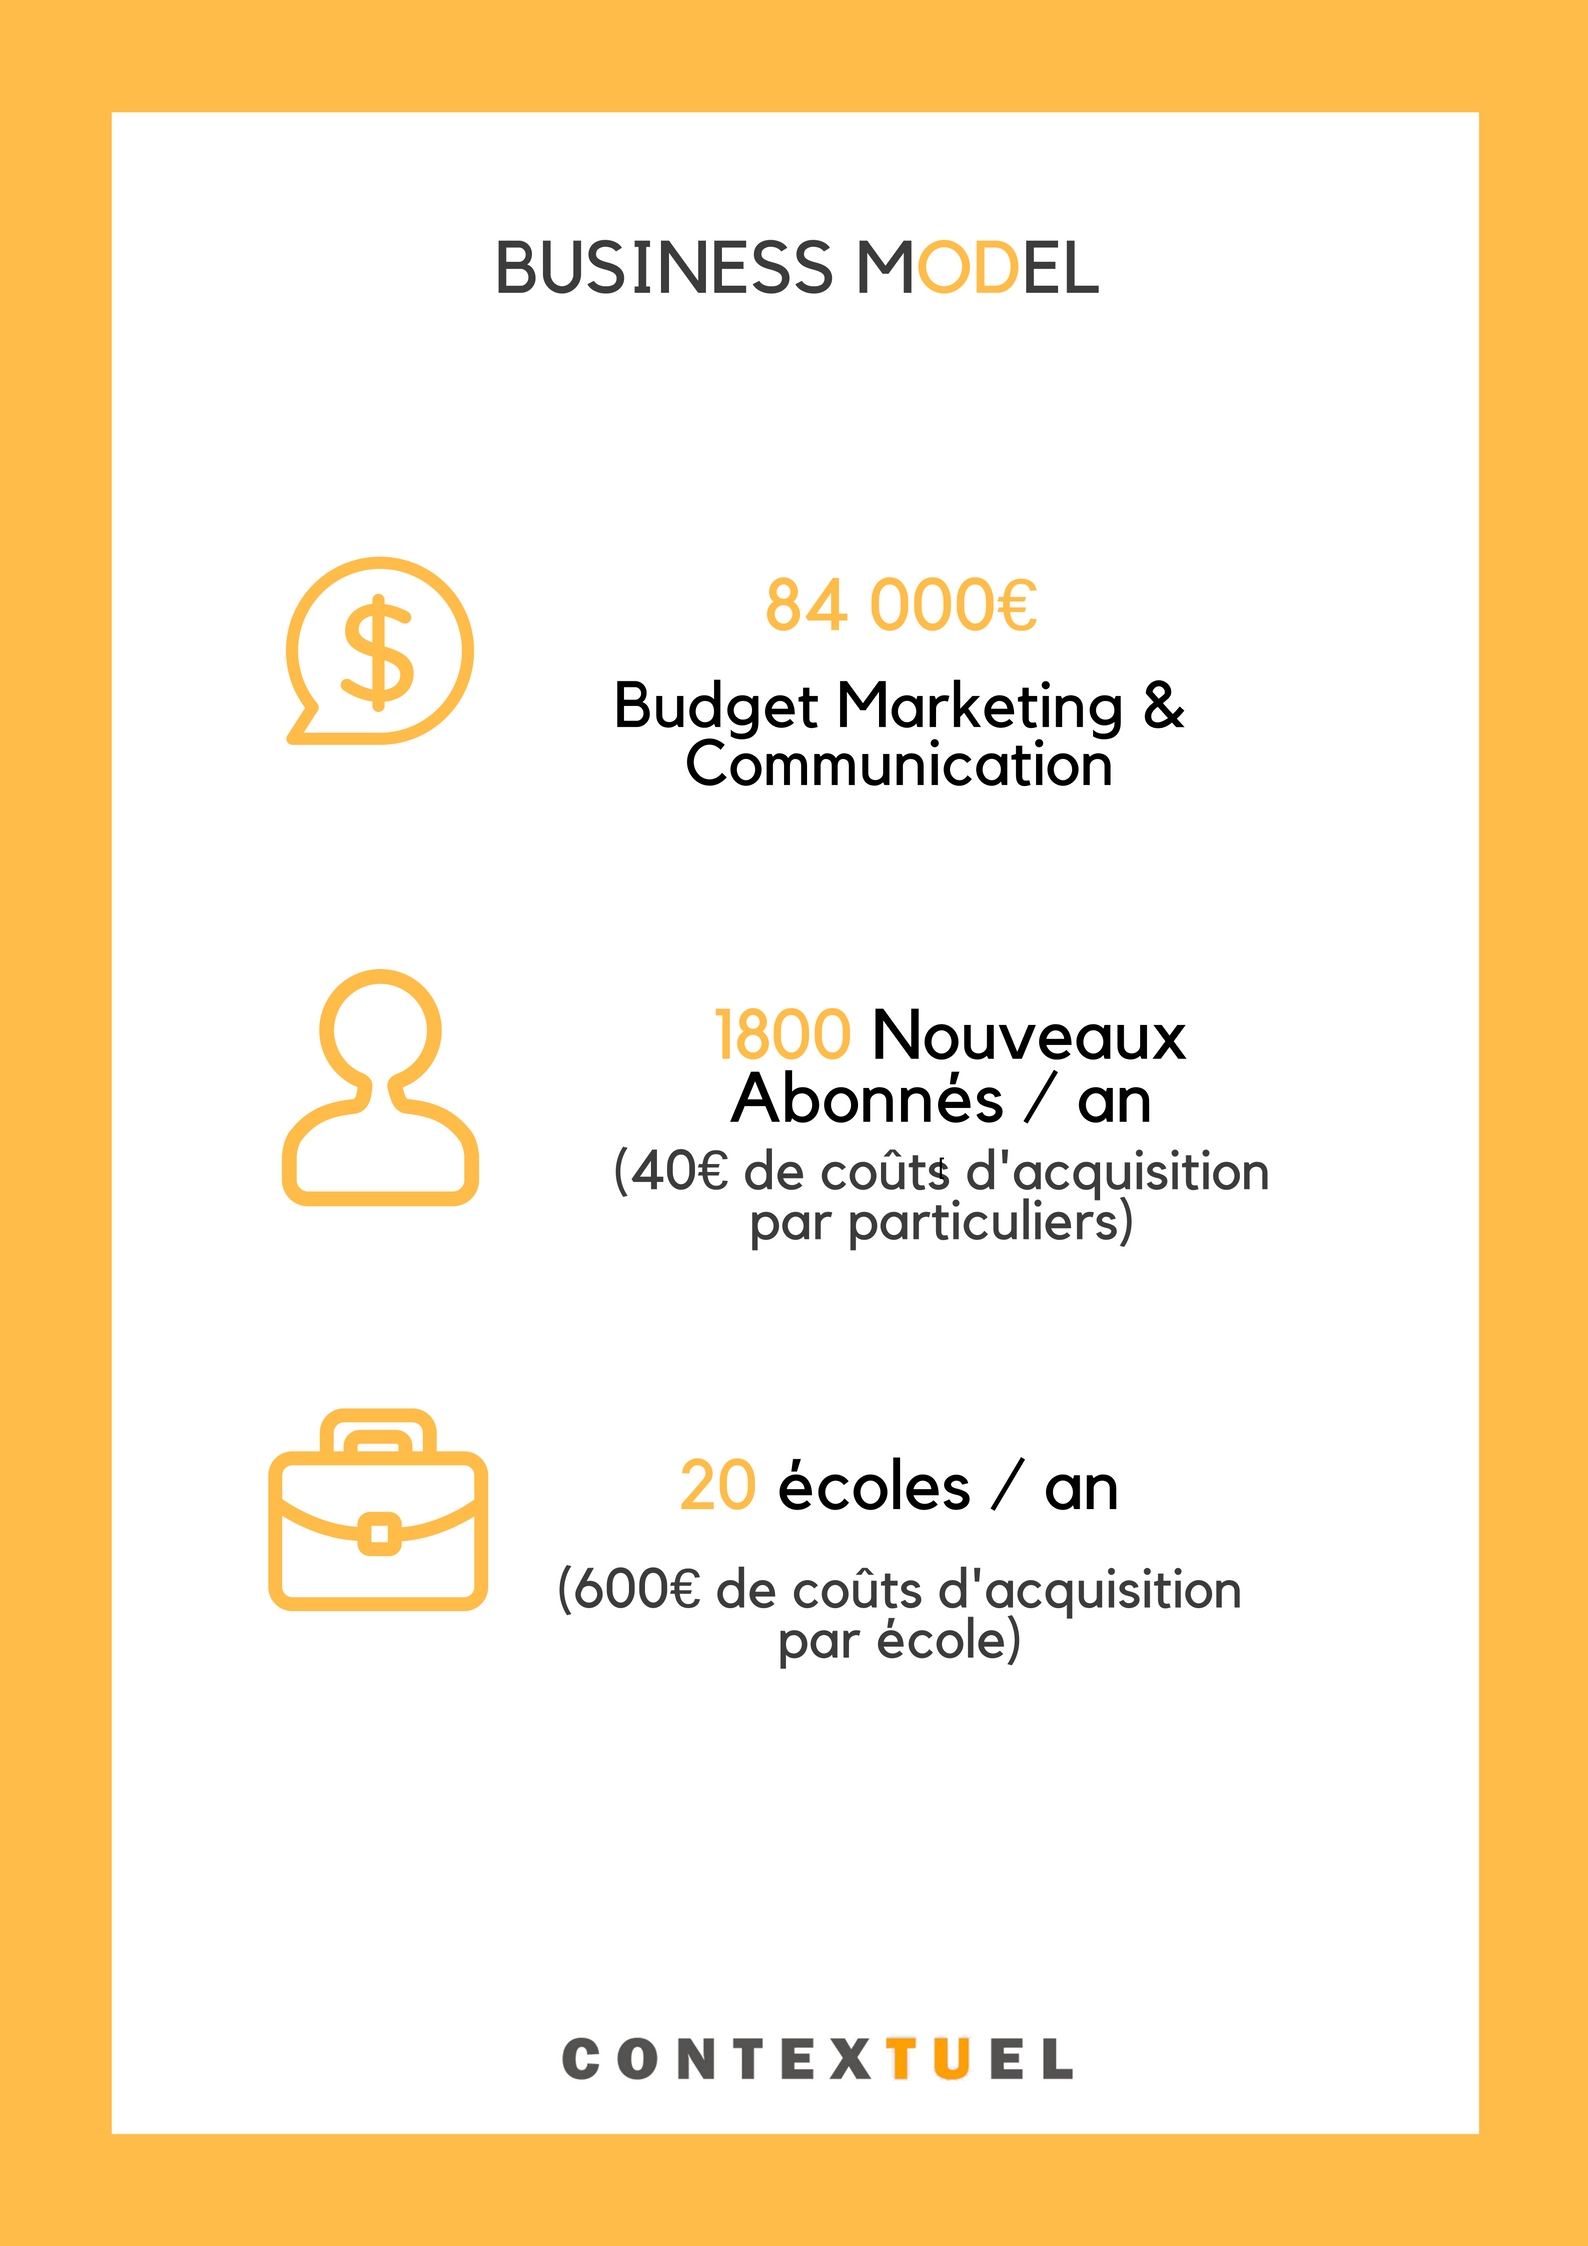 BUSINESS MODEL
84 000€
Budget Marketing &
Communication
1800 Nouveaux
Abonnés / an
(40€ de coûts d'acquisition
par particuliers)
20 écoles / an
(600€ de coûts d'acquisition
par école)
CONTEXTUEL